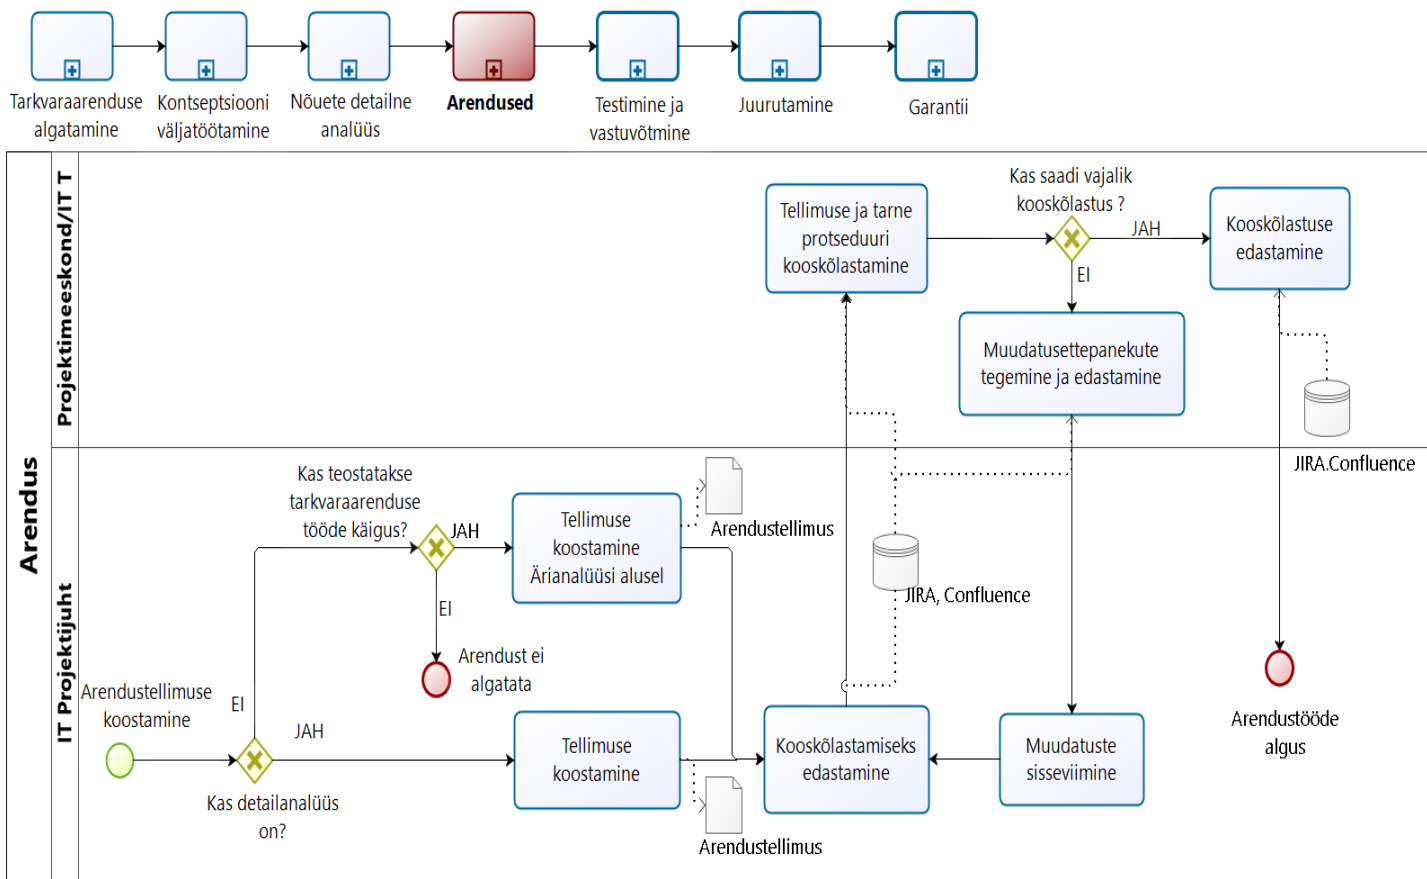 Tarkvaraarenduse
algatamine
Kontseptsiooni
väljatöötamine
Nõuete detailne
analüüs
Arendused
Testimine ja
vastuvõtmine
Juurutamine
Garantii
Arendus
Projektimeeskond/IT T
Tellimuse ja tarne
protseduuri
kooskõlastamine
Kas saadi vajalik
kooskõlastus ?
JAH
EI
Kooskõlastuse
edastamine
Muudatusettepanekute
tegemine ja edastamine
JIRA.Confluence
IT Projektijuht
Kas teostatakse
tarkvaraarenduse
tööde käigus?
JAH
EI
Tellimuse
koostamine
Ärianalüüsi alusel
Arendustellimus
JIRA, Confluence
Arendust ei
algatata
Arendustellimuse
koostamine
EI
JAH
Kas detailanalüüs
on?
Tellimuse
koostamine
Arendustellimus
Kooskõlastamiseks
edastamine
Muudatuste
sisseviimine
Arendustööde
algus